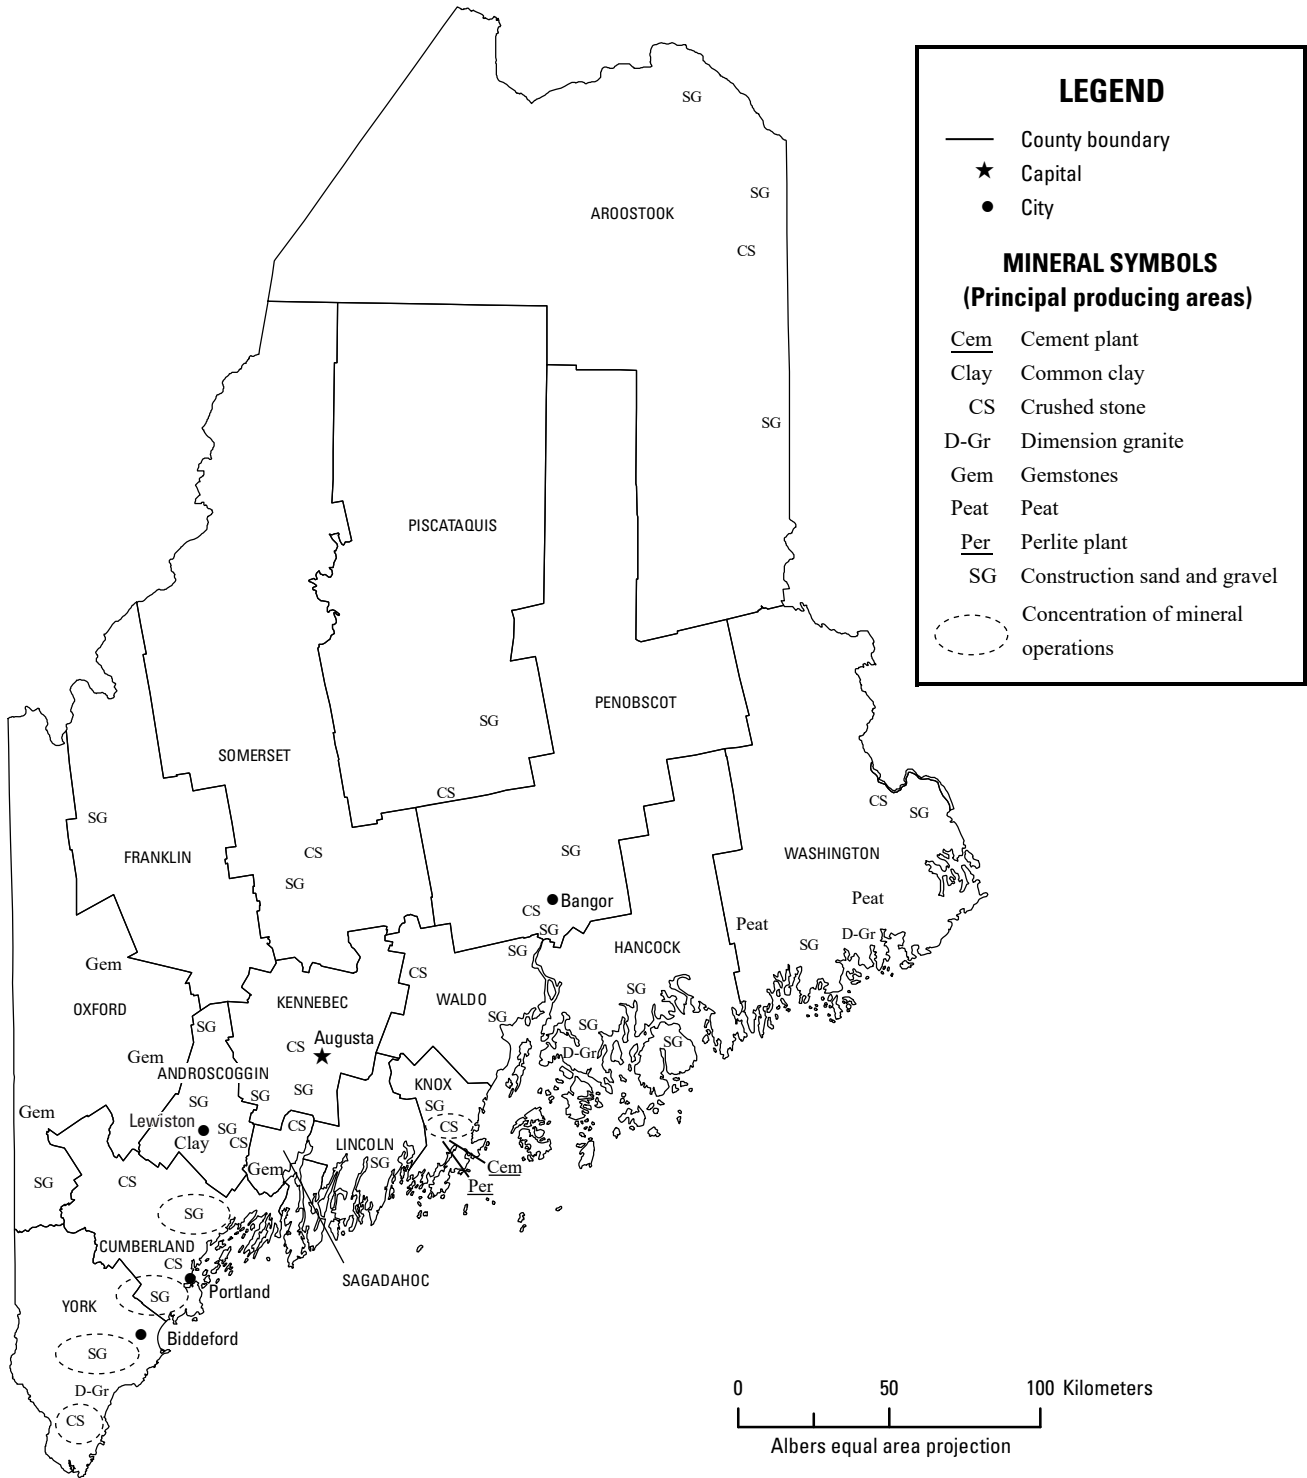 LEGEND
County boundary
Capital
City
MINERAL SYMBOLS
(Principal producing areas)
Cem Cement plant
Clay Common clay
CS Crushed stone
D-Gr Dimension granite
Gem Gemstones
Peat Peat
Per Perlite plant
SG Construction sand and gravel
Concentration of mineral
operations
SG
SG
AROOSTOOK
CS
SG
PISCATAQUIS
PENOBSCOT
SG
SOMERSET
CS
CS
SG
SG
FRANKLIN
CS
SG
WASHINGTON
SG
SG
Peat
Bangor
CS
Peat
SG
D-Gr
SG
HANCOCK
SG
Gem
CS
SG
KENNEBEC
WALDO
OXFORD
SG
SG
SG
Augusta
CS
SG
D-Gr
Gem
ANDROSCOGGIN
KNOX
SG
SG
SG
SG
Gem
Lewiston
SG
CS
CS
Clay
CS
LINCOLN
SG
Gem
Cem
SG
CS
Per
SG
CUMBERLAND
CS
SAGADAHOC
Portland
SG
YORK
Biddeford
SG
D-Gr
CS
0 50 100 Kilometers
Albers equal area projection